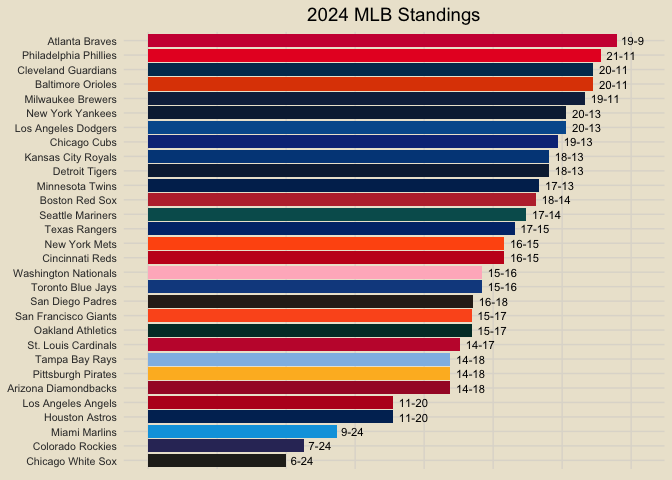 2024 MLB Standings
Atlanta Braves 19-9
Philadelphia Phillies 21-11
Cleveland Guardians 20-11
Baltimore Orioles 20-11
Milwaukee Brewers 19-11
New York Yankees 20-13
Los Angeles Dodgers 20-13
Chicago Cubs 19-13
Kansas City Royals 18-13
Detroit Tigers 18-13
Minnesota Twins 17-13
Boston Red Sox 18-14
Seattle Mariners 17-14
Texas Rangers 17-15
New York Mets 16-15
Cincinnati Reds 16-15
Washington Nationals 15-16
Toronto Blue Jays 15-16
San Diego Padres 16-18
San Francisco Giants 15-17
Oakland Athletics 15-17
St. Louis Cardinals 14-17
Tampa Bay Rays 14-18
Pittsburgh Pirates 14-18
Arizona Diamondbacks 14-18
Los Angeles Angels 11-20
Houston Astros 11-20
Miami Marlins 9-24
Colorado Rockies 7-24
Chicago White Sox 6-24